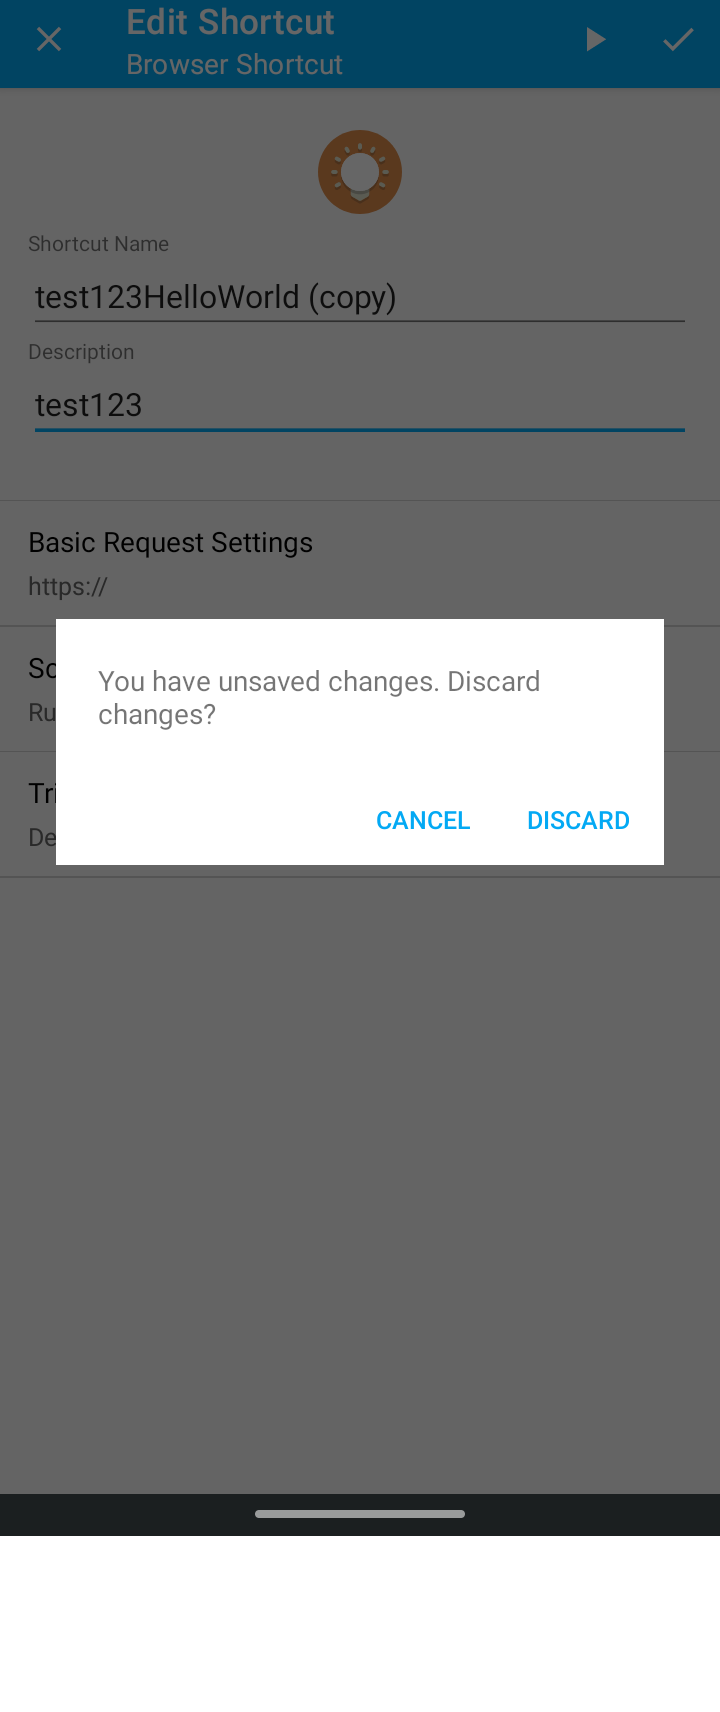 Edit Shortcut
Browser Shortcut
Shortcut Name
test123HelloWorld (copy)
Description
test123
Basic Request Settings
https://
Sc
Ru
You have unsaved changes. Discard
changes?
Tri
De
CANCEL
DISCARD